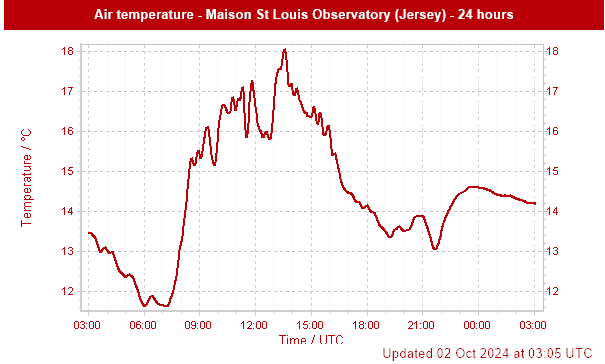 Air temperature - Maison St Louis Observatory (Jersey) - 24 hours
18 18
17 17
16 16
15 15
14 14
13 13
12 12
Temperature / °C
03:00 06:00 09:00 12:00 15:00 18:00 21:00 00:00 03:00
Time / UTC
Updated 02 Oct 2024 at 03:05 UTC